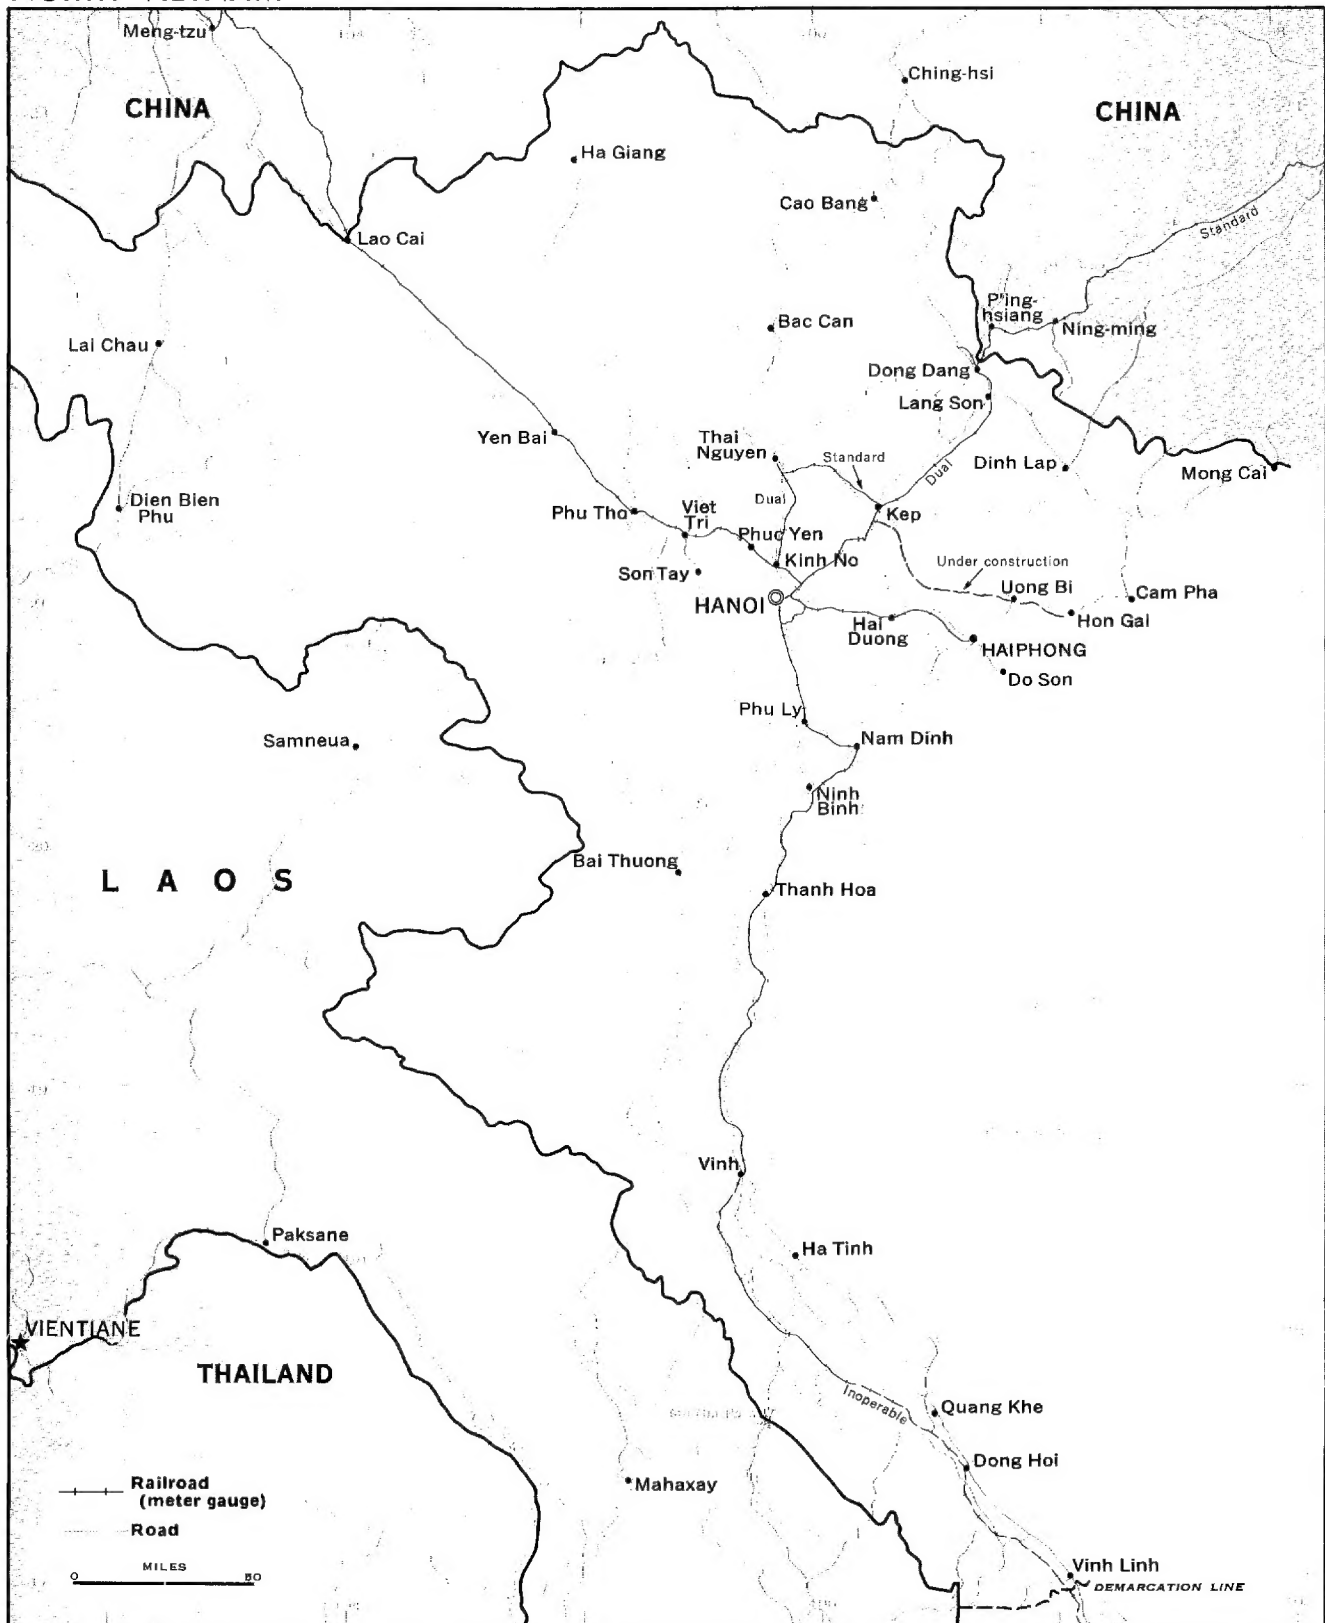 Meng-tzu
CHINA
Ching-hsi
CHINA
Ha Giang
Cao Bang
Standard
Lao Cai
P'ing-
hsiang
Ning-ming
Bac Can
Lai Chau
Dong Dang
Lang Son
Yen Bai
Thai
Nguyen
Standard
Dual
Dinh Lap
Mong Cai
Dien Bien
Phu
Dual
Phu Tho
Viet
Tri
Kep
Phuc Yen
Kinh No
Under construction
Son Tay
Uong Bi
Cam Pha
HANOI
Hon Gai
Hai
Duong
HAIPHONG
Do Son
Phu Ly
Nam Dinh
Samneua
Ninh
Binh
Bai Thuong
LAOS
Thanh Hoa
Vinh
Paksane
Ha Tinh
VIENTIANE
THAILAND
Inoperable
Quang Khe
Dong Hoi
Railroad
(meter gauge)
Mahaxay
Road
MILES
0 50
Vinh Linh
DEMARCATION LINE